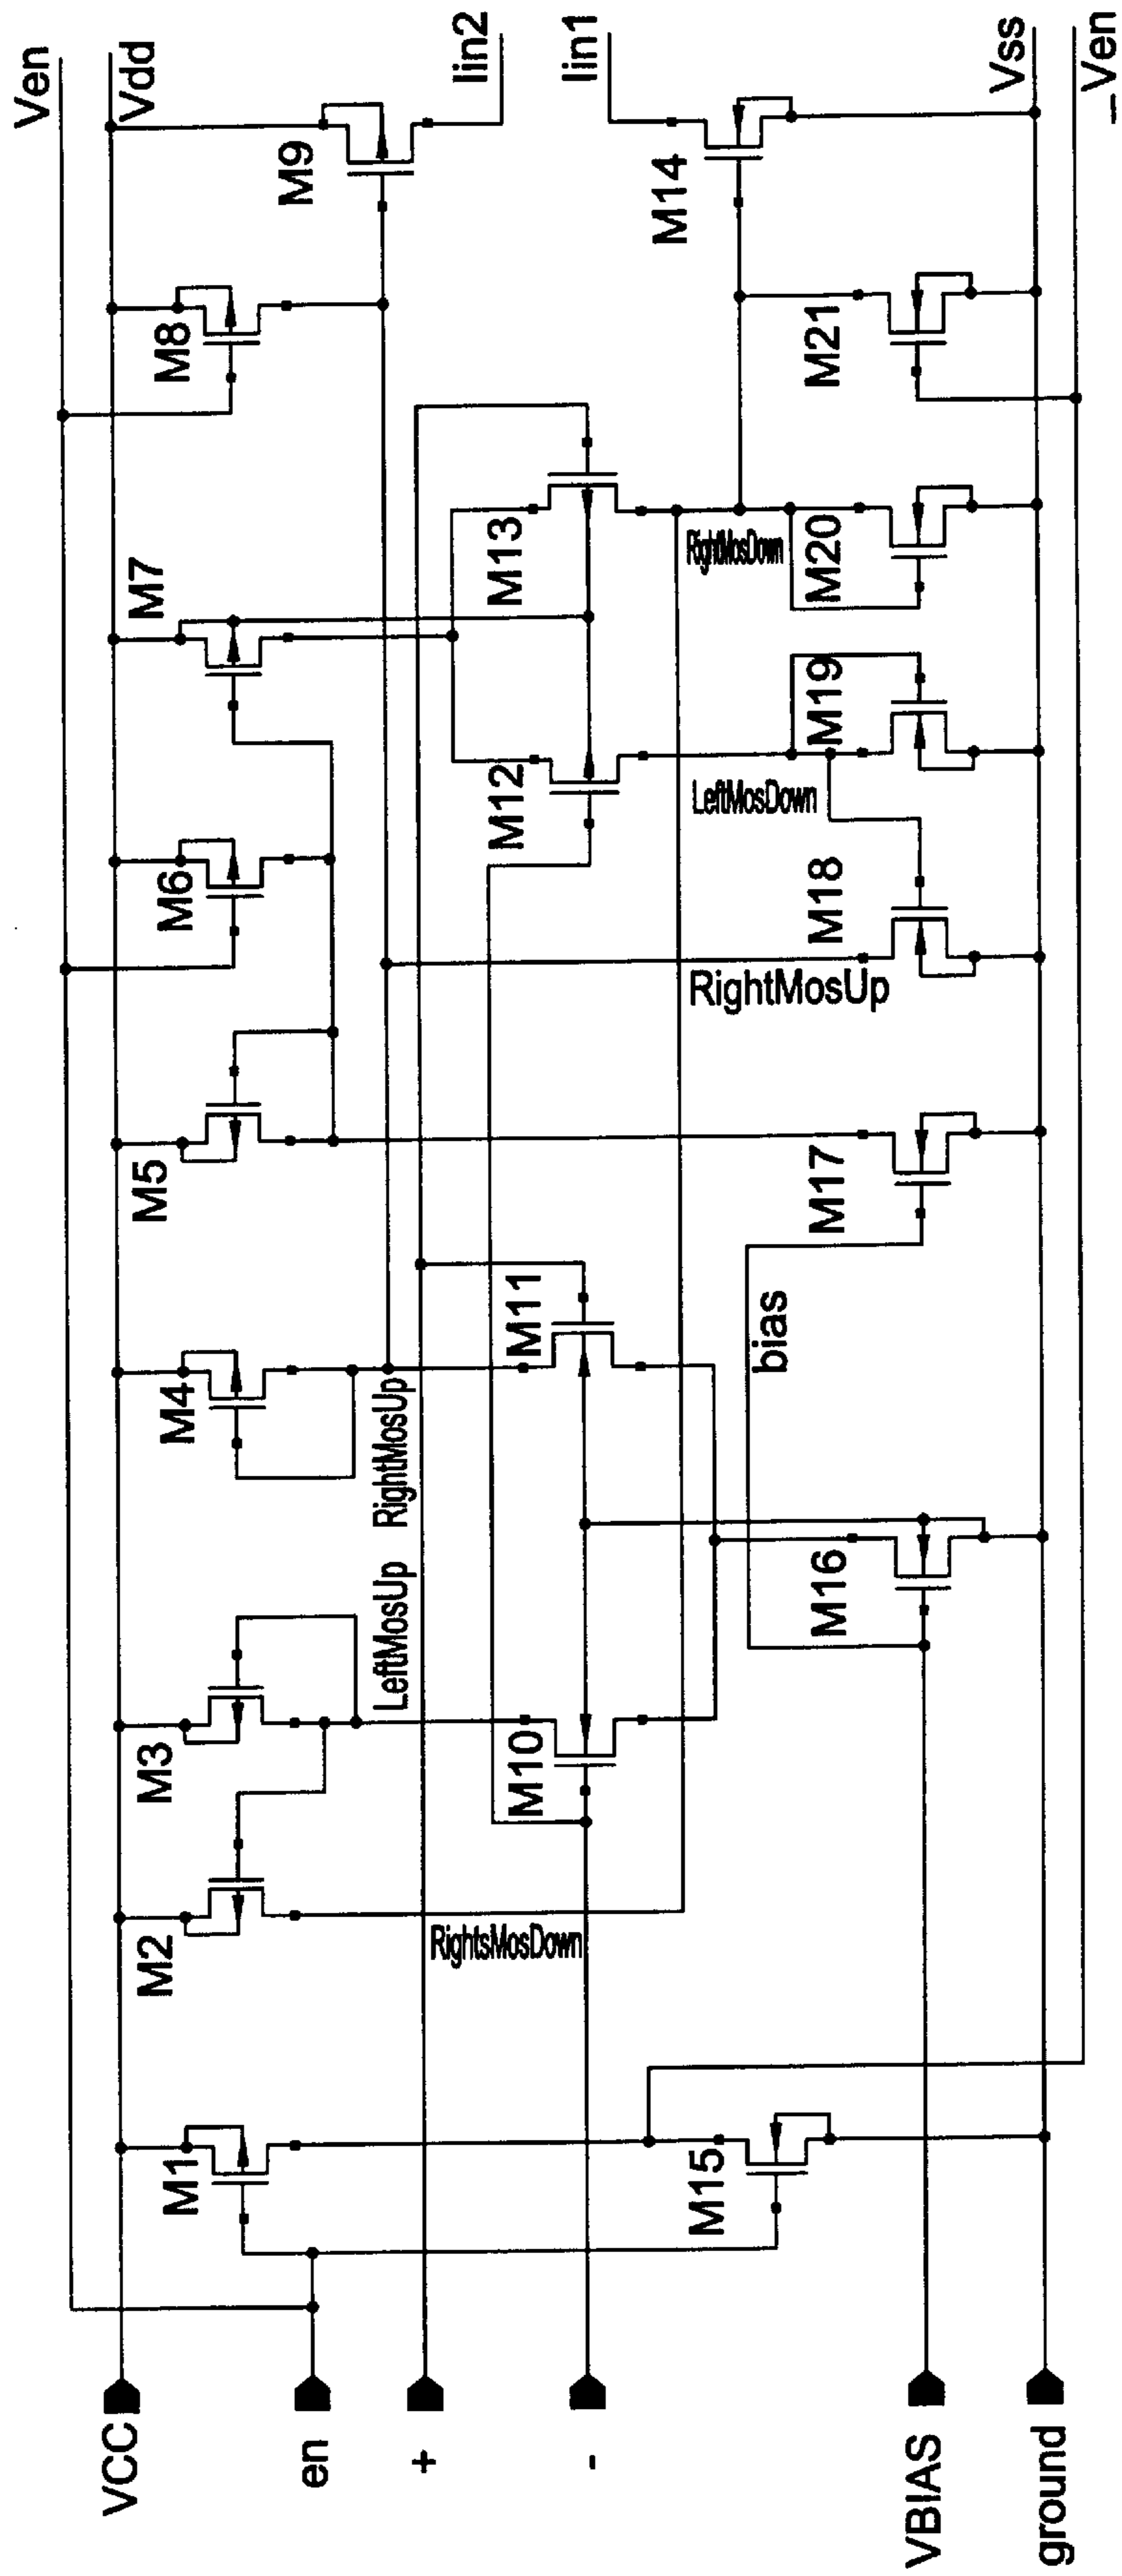 Ven
Vdd
Iin2
Iin1
Vss
_Ven
M9
M14
M8
M21
M7
M13
RightMosDown
M20
M6
M12
LeftMosDown
M19
M18
RightMosUp
M5
M17
M4
M11
RightMosUp
bias
LeftMosUp
M3
M10
M16
M2
RightsMosDown
M1
M15
VCC
en
+
-
VBIAS
ground